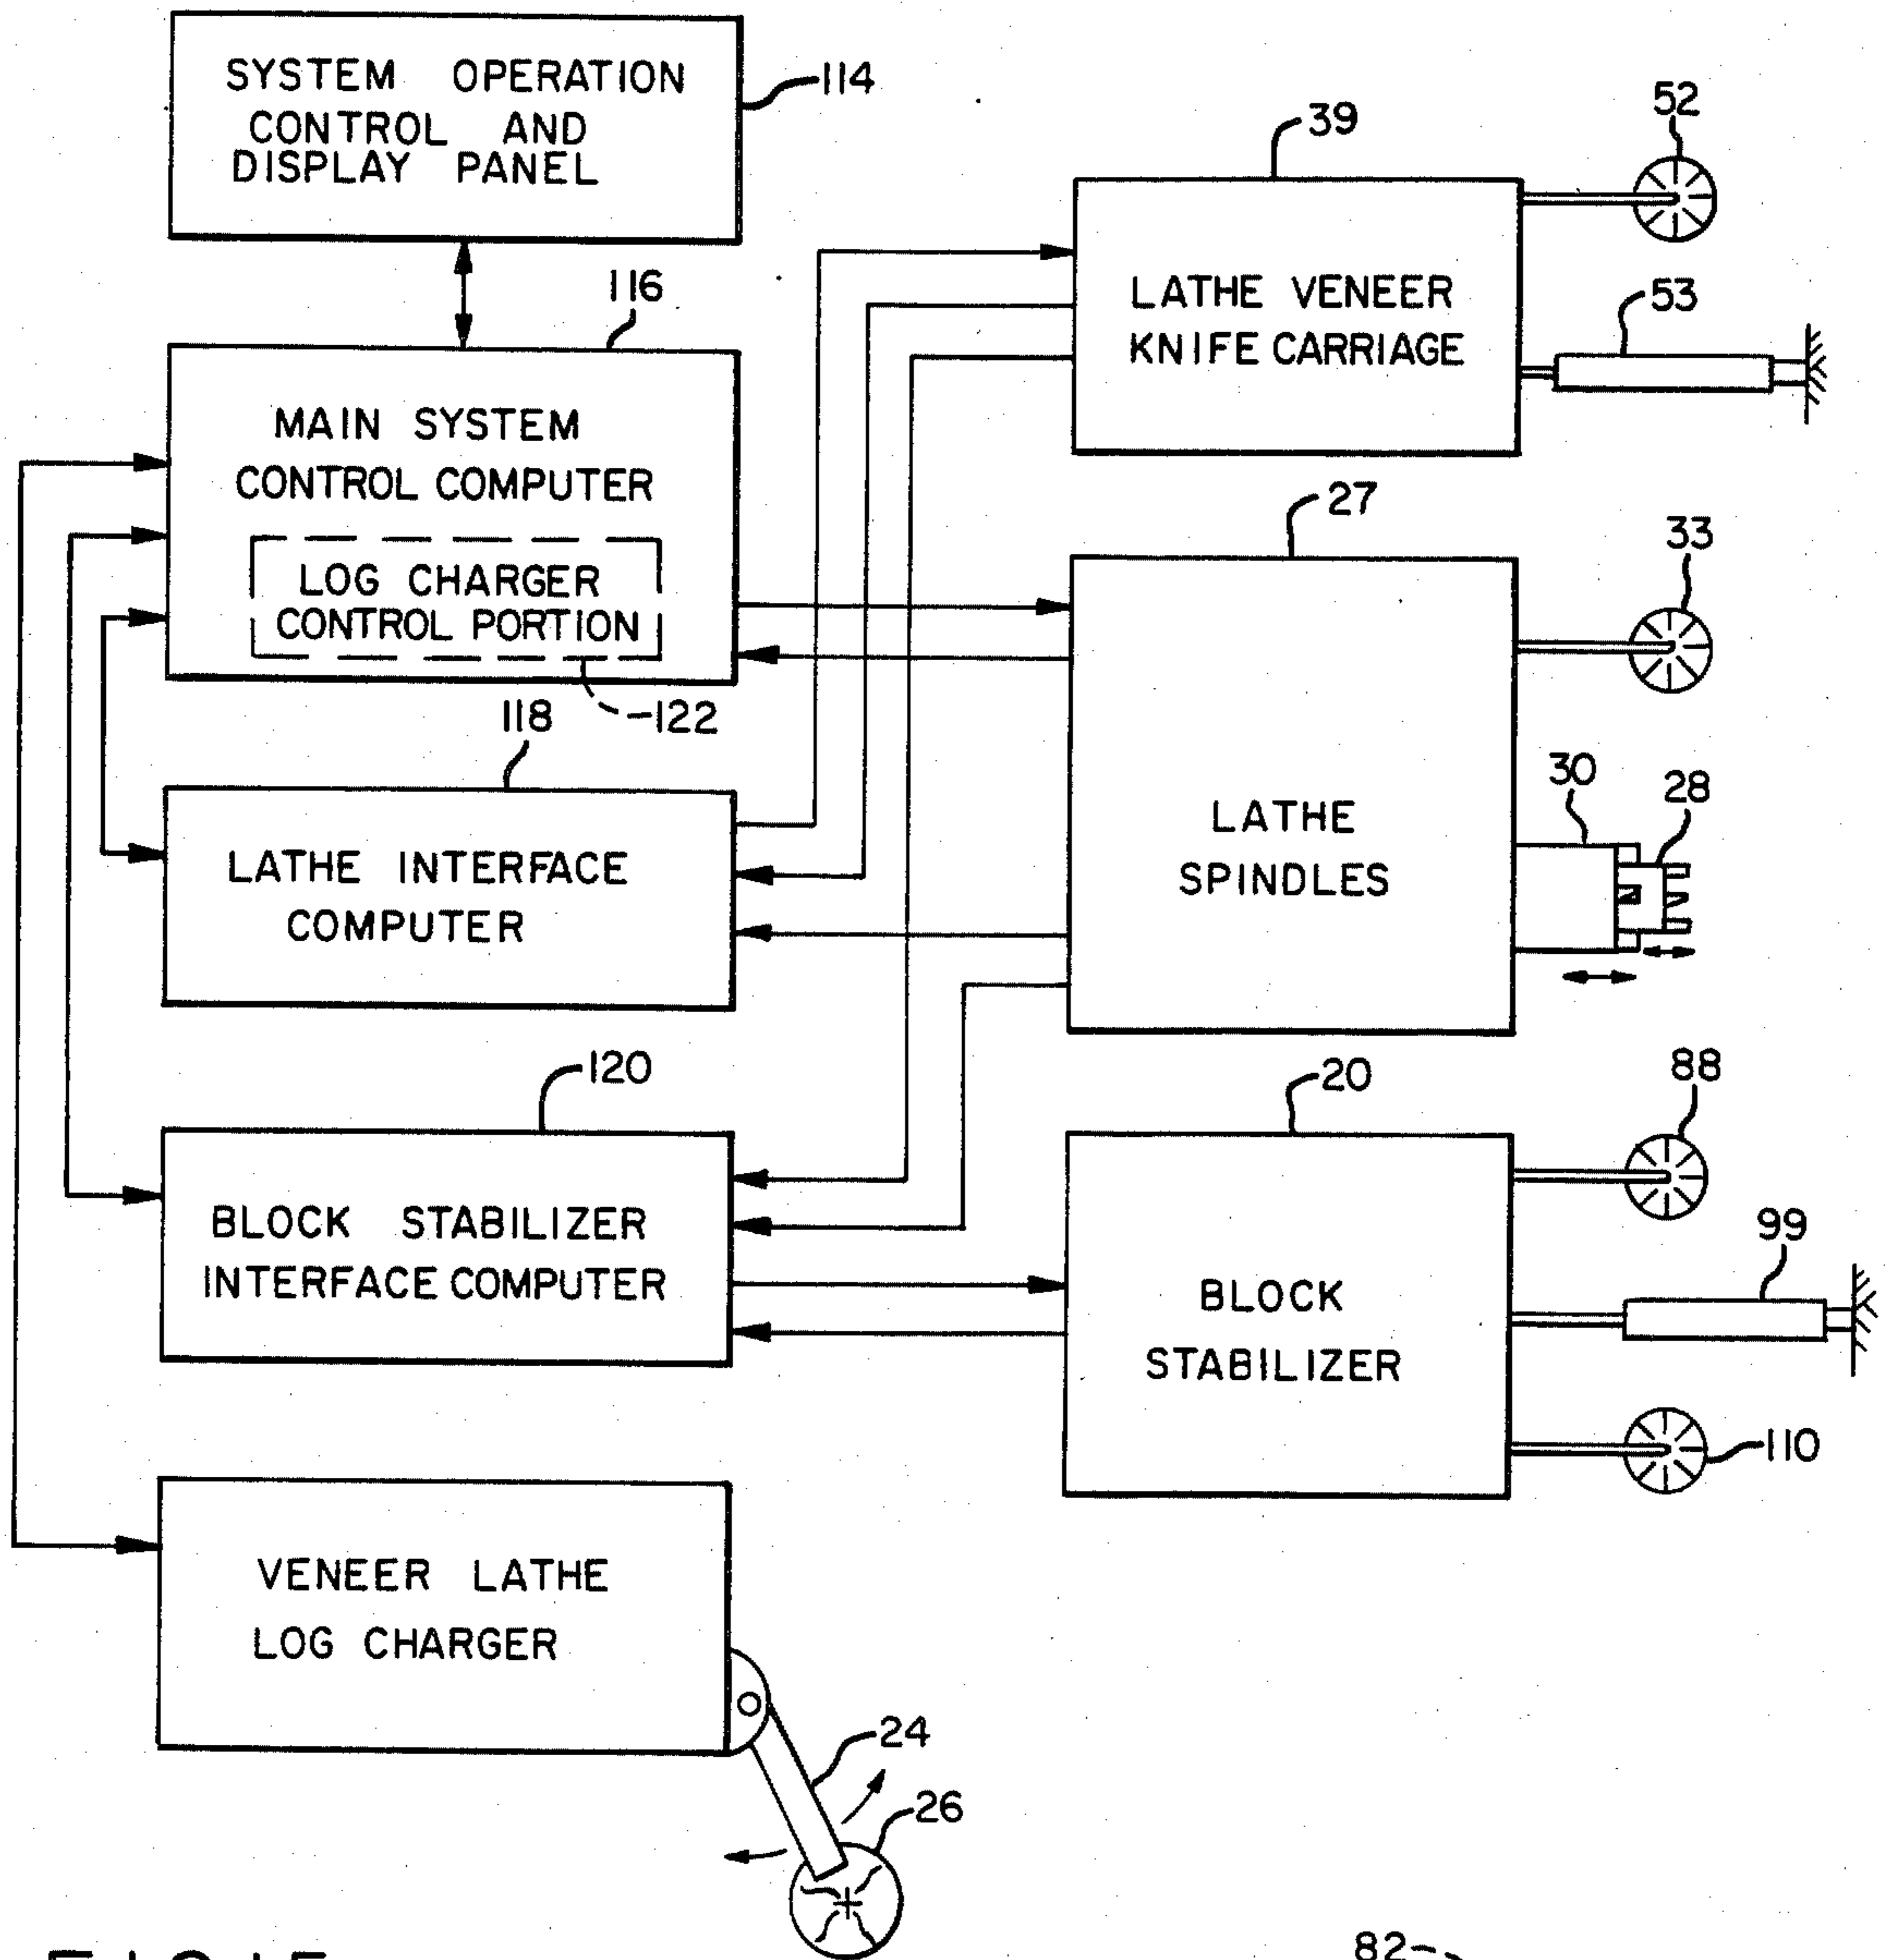 SYSTEM OPERATION
CONTROL AND
DISPLAY PANEL
114
116
MAIN SYSTEM
CONTROL COMPUTER
LOG CHARGER
CONTROL PORTION
122
118
LATHE INTERFACE
COMPUTER
120
BLOCK STABILIZER
INTERFACE COMPUTER
VENEER LATHE
LOG CHARGER
24
26
39
52
LATHE VENEER
KNIFE CARRIAGE
53
27
33
LATHE
SPINDLES
30
28
20
88
BLOCK
STABILIZER
99
110
82